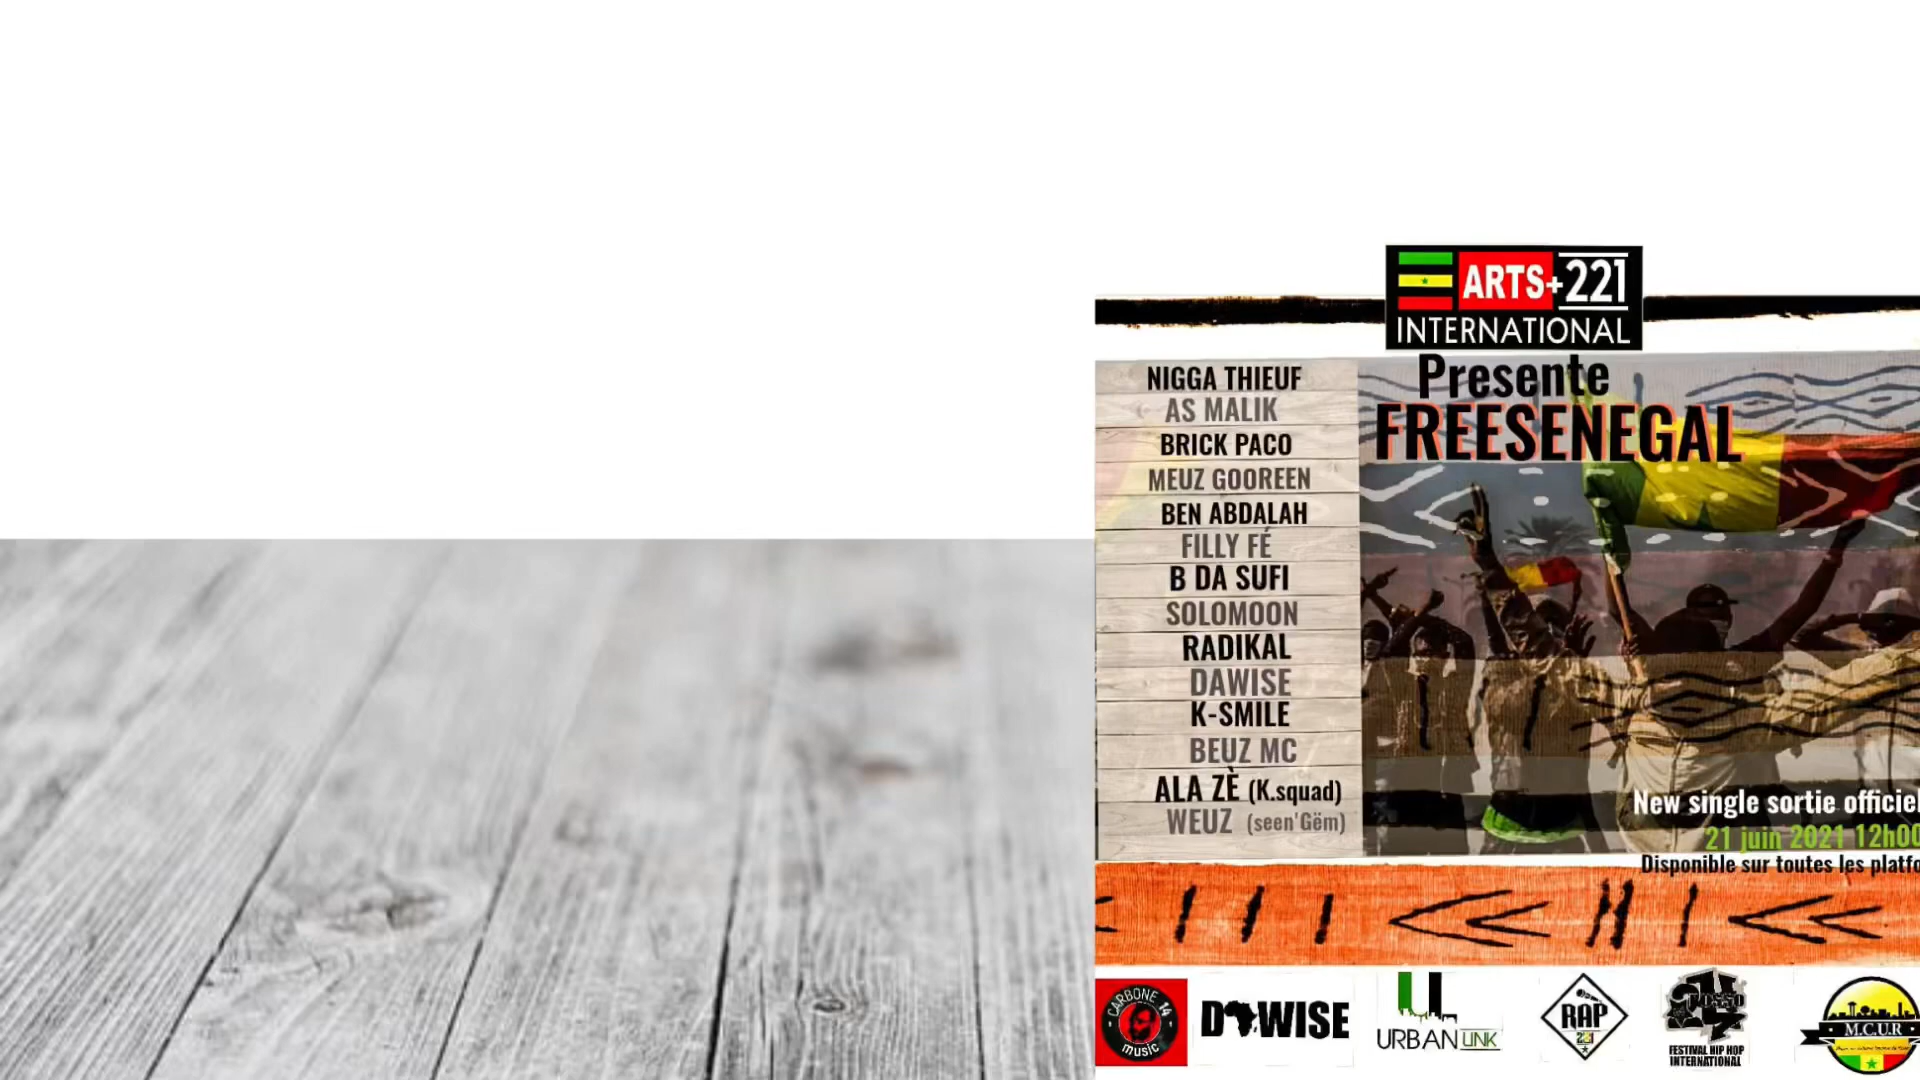 ARTS+221
INTERNATIONAL
Presente
FREESENEGAL
NIGGA THIEUF
AS MALIK
BRICK PACO
MEUZ GOOREEN
BEN ABDALAH
FILLY FÉ
B DA SUFI
SOLOMOON
RADIKAL
DAWISE
K-SMILE
BEUZ MC
ALA ZÈ (K.squad)
WEUZ (seen'Gëm)
New single sortie officiel
21 juin 2021 12h00
Disponible sur toutes les platfo
CARBONE 14
music
DAWISE
URBAN LINK
RAP
221
FESTIVAL HIP HOP
INTERNATIONAL
M.C.U.R